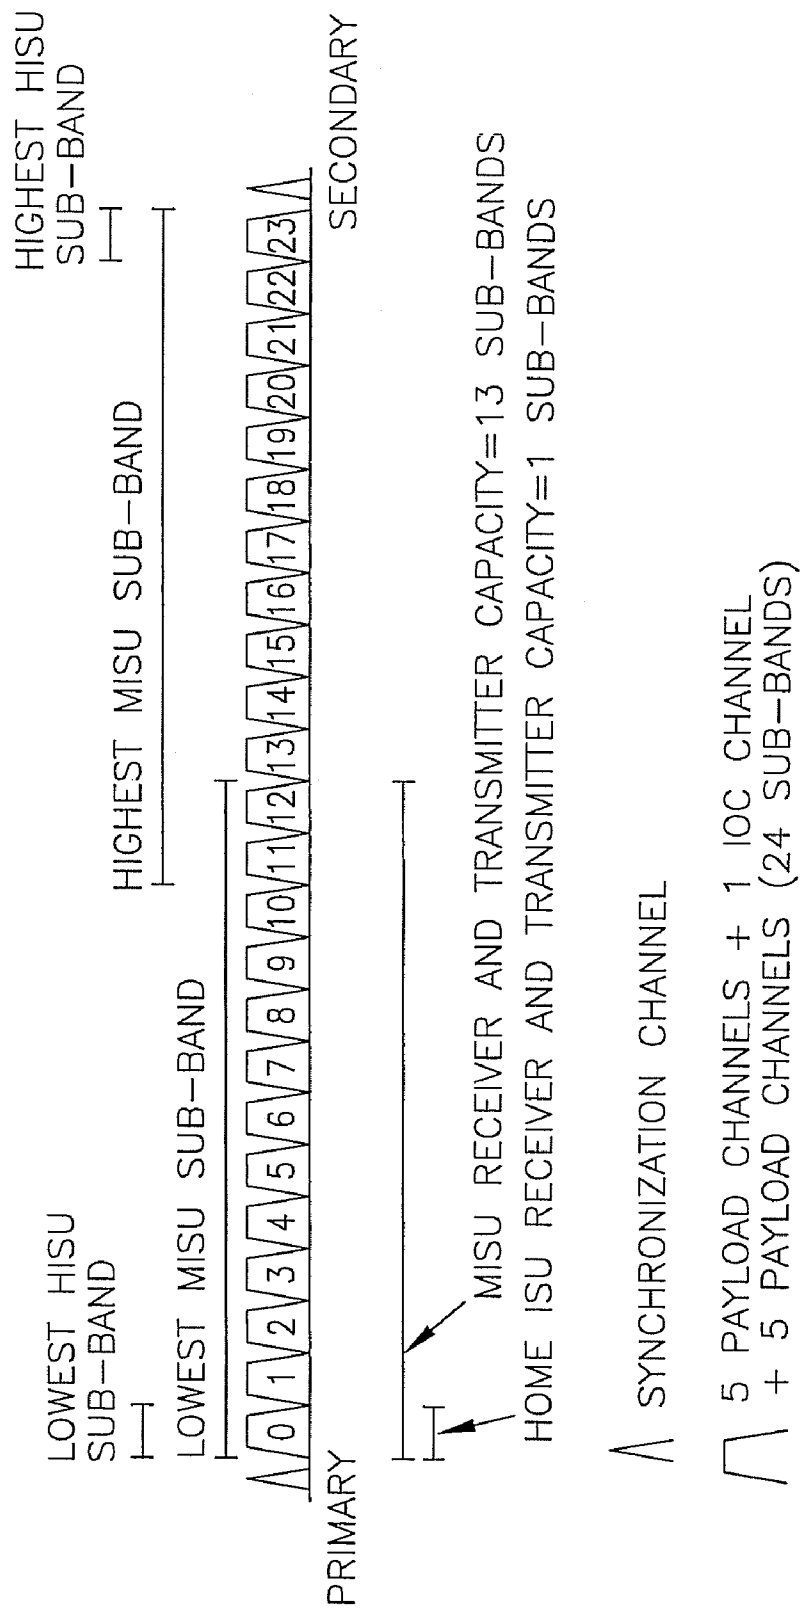 HIGHEST HISU
SUB-BAND
HIGHEST MISU SUB-BAND
LOWEST HISU
SUB-BAND
LOWEST MISU SUB-BAND
0 1 2 3 4 5 6 7 8 9 10 11 12 13 14 15 16 17 18 19 20 21 22 23
PRIMARY
SECONDARY
MISU RECEIVER AND TRANSMITTER CAPACITY=13 SUB-BANDS
HOME ISU RECEIVER AND TRANSMITTER CAPACITY=1 SUB-BANDS
SYNCHRONIZATION CHANNEL
5 PAYLOAD CHANNELS + 1 IOC CHANNEL
+ 5 PAYLOAD CHANNELS (24 SUB-BANDS)